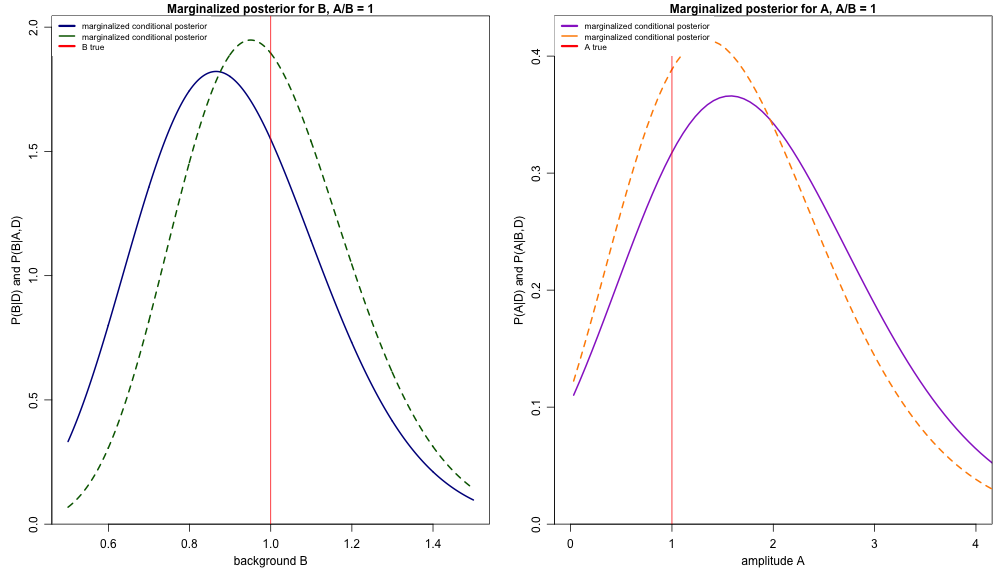 Marginalized posterior for B, A/B = 1
marginalized conditional posterior
marginalized conditional posterior
B true
P(B|D) and P(B|A,D)
0.0
0.5
1.0
1.5
2.0
0.6
0.8
1.0
1.2
1.4
background B
Marginalized posterior for A, A/B = 1
marginalized conditional posterior
marginalized conditional posterior
A true
P(A|D) and P(A|B,D)
0.0
0.1
0.2
0.3
0.4
0
1
2
3
4
amplitude A